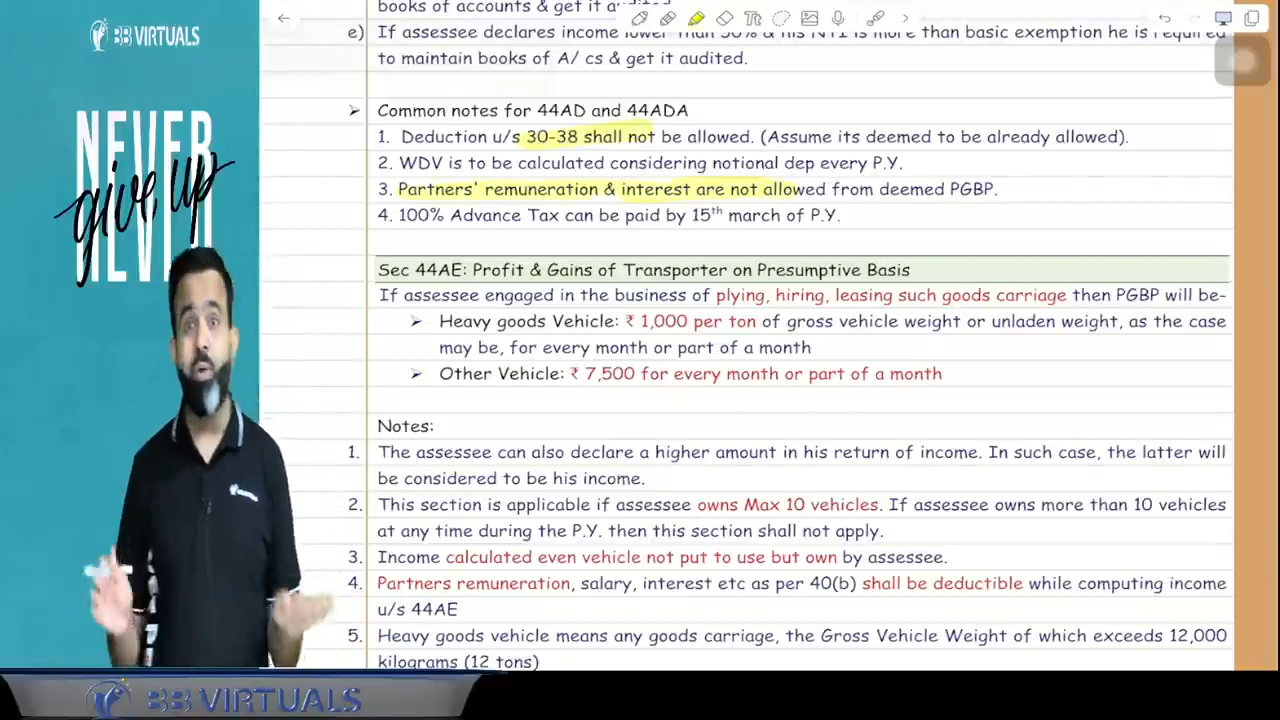 BB VIRTUALS
NEVER
give up
NEVER
books of accounts & get it audited.
e) If assessee declares income lower than 50% & his NTI is more than basic exemption he is required
to maintain books of A/ cs & get it audited.
➢ Common notes for 44AD and 44ADA
1. Deduction u/s 30-38 shall not be allowed. (Assume its deemed to be already allowed).
2. WDV is to be calculated considering notional dep every P.Y.
3. Partners' remuneration & interest are not allowed from deemed PGBP.
4. 100% Advance Tax can be paid by 15th march of P.Y.
Sec 44AE: Profit & Gains of Transporter on Presumptive Basis
If assessee engaged in the business of plying, hiring, leasing such goods carriage then PGBP will be-
➢ Heavy goods Vehicle: ₹ 1,000 per ton of gross vehicle weight or unladen weight, as the case
may be, for every month or part of a month
➢ Other Vehicle: ₹ 7,500 for every month or part of a month
Notes:
1. The assessee can also declare a higher amount in his return of income. In such case, the latter will
be considered to be his income.
2. This section is applicable if assessee owns Max 10 vehicles. If assessee owns more than 10 vehicles
at any time during the P.Y. then this section shall not apply.
3. Income calculated even vehicle not put to use but own by assessee.
4. Partners remuneration, salary, interest etc as per 40(b) shall be deductible while computing income
u/s 44AE
5. Heavy goods vehicle means any goods carriage, the Gross Vehicle Weight of which exceeds 12,000
kilograms (12 tons)
BB VIRTUALS